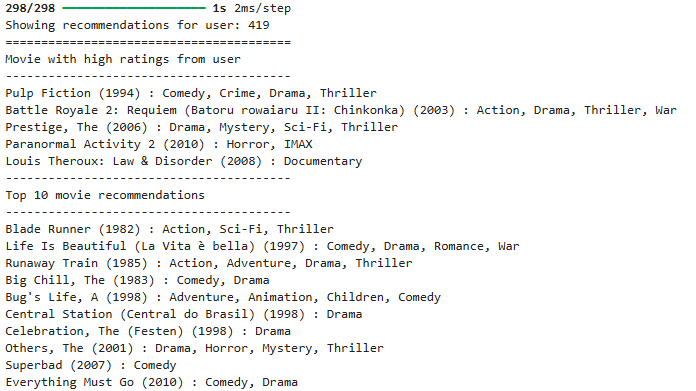 298/298 ━━━━━━━━━━━━━━━━━━━━ 1s 2ms/step
Showing recommendations for user: 419
========================================
Movie with high ratings from user
----------------------------------------
Pulp Fiction (1994) : Comedy, Crime, Drama, Thriller
Battle Royale 2: Requiem (Batoru rowaiaru II: Chinkonka) (2003) : Action, Drama, Thriller, War
Prestige, The (2006) : Drama, Mystery, Sci-Fi, Thriller
Paranormal Activity 2 (2010) : Horror, IMAX
Louis Theroux: Law & Disorder (2008) : Documentary
----------------------------------------
Top 10 movie recommendations
----------------------------------------
Blade Runner (1982) : Action, Sci-Fi, Thriller
Life Is Beautiful (La Vita è bella) (1997) : Comedy, Drama, Romance, War
Runaway Train (1985) : Action, Adventure, Drama, Thriller
Big Chill, The (1983) : Comedy, Drama
Bug's Life, A (1998) : Adventure, Animation, Children, Comedy
Central Station (Central do Brasil) (1998) : Drama
Celebration, The (Festen) (1998) : Drama
Others, The (2001) : Drama, Horror, Mystery, Thriller
Superbad (2007) : Comedy
Everything Must Go (2010) : Comedy, Drama